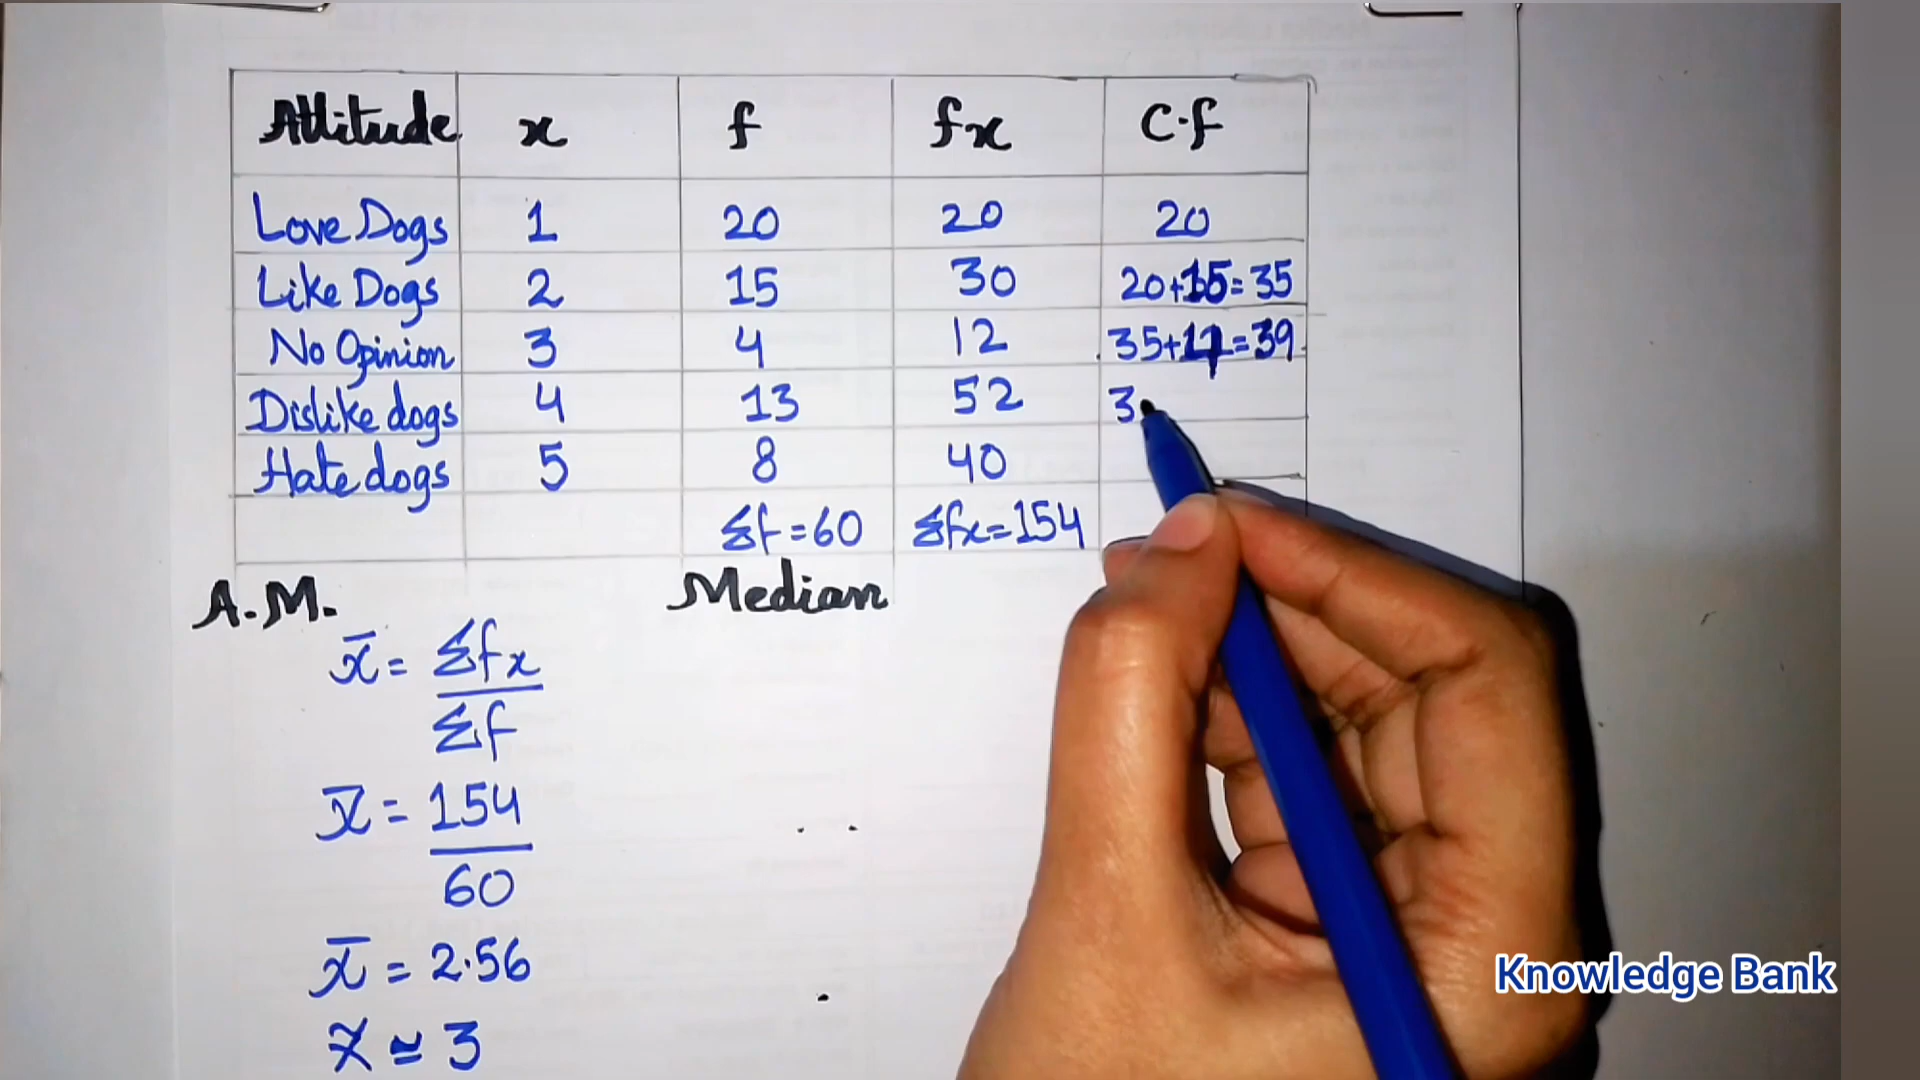 Attitude x f fx C.f
Love Dogs 1 20 20 20
Like Dogs 2 15 30 20+15=35
No Opinion 3 4 12 35+4=39
Dislike dogs 4 13 52 3
Hate dogs 5 8 40
Σf=60 Σfx=154
A.M. Median
x̄ = Σfx
Σf
x̄ = 154
60
x̄ = 2.56
x̄ ≅ 3
Knowledge Bank